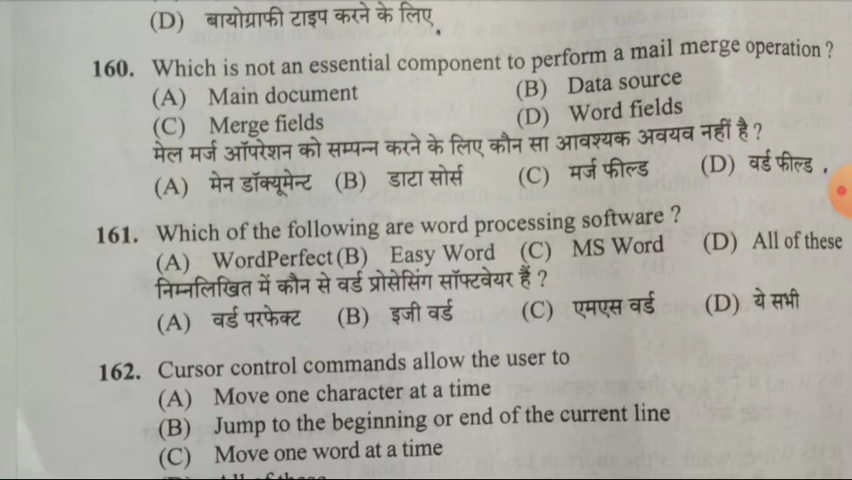 (D) बायोग्राफी टाइप करने के लिए.
160. Which is not an essential component to perform a mail merge operation ?
(A) Main document (B) Data source
(C) Merge fields (D) Word fields
मेल मर्ज ऑपरेशन को सम्पन्न करने के लिए कौन सा आवश्यक अवयव नहीं है ?
(A) मेन डॉक्यूमेन्ट (B) डाटा सोर्स (C) मर्ज फील्ड (D) वर्ड फील्ड .
161. Which of the following are word processing software ?
(A) WordPerfect (B) Easy Word (C) MS Word (D) All of these
निम्नलिखित में कौन से वर्ड प्रोसेसिंग सॉफ्टवेयर हैं ?
(A) वर्ड परफेक्ट (B) इजी वर्ड (C) एमएस वर्ड (D) ये सभी
162. Cursor control commands allow the user to
(A) Move one character at a time
(B) Jump to the beginning or end of the current line
(C) Move one word at a time